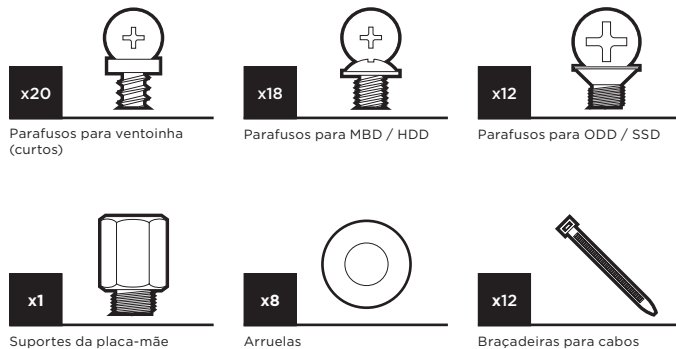 x20
Parafusos para ventoinha
(curtos)
x18
Parafusos para MBD / HDD
x12
Parafusos para ODD / SSD
x1
Suportes da placa-mãe
x8
Arruelas
x12
Braçadeiras para cabos